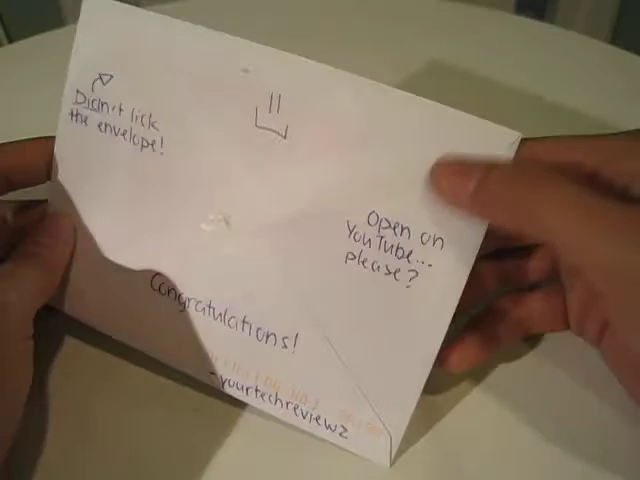 Didn't lick
the envelope!
Open on
YouTube...
please?
Congratulations!
-yourtechreviewz